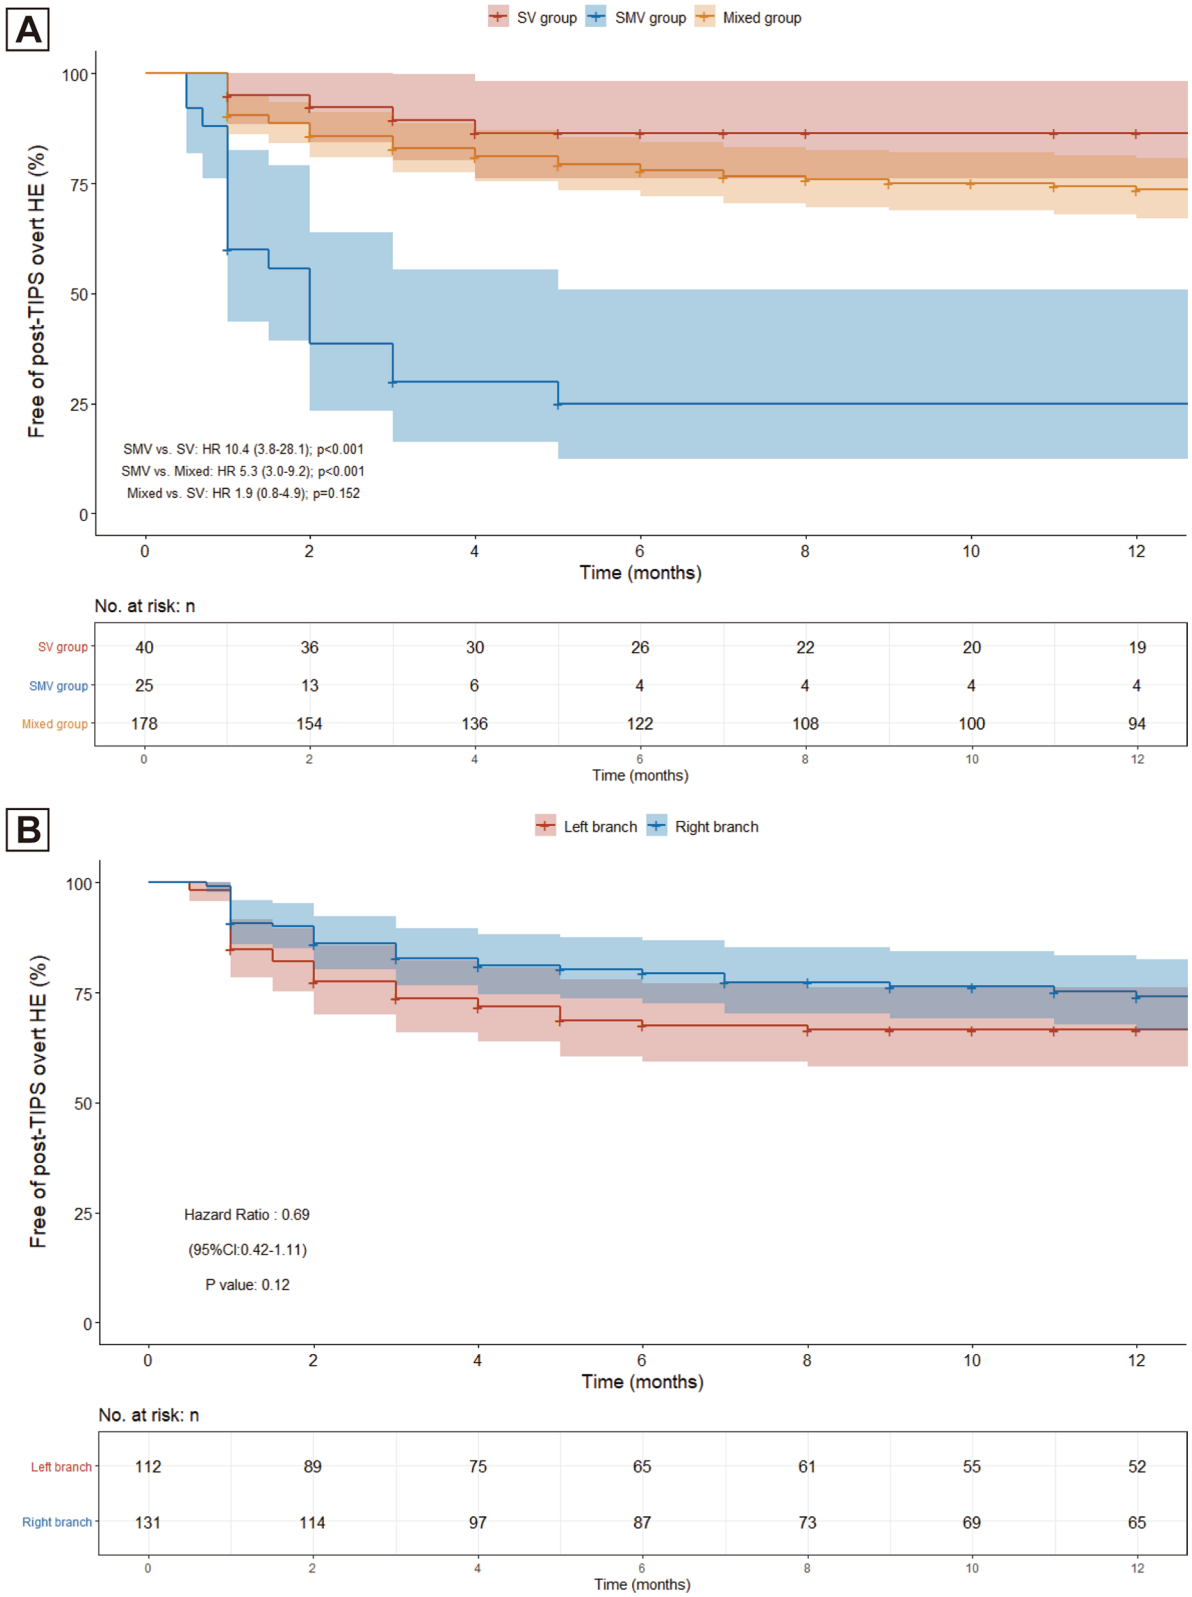 A
SV group SMV group Mixed group
Free of post-TIPS overt HE (%)
100
75
50
25
0
SMV vs. SV: HR 10.4 (3.8-28.1); p<0.001
SMV vs. Mixed: HR 5.3 (3.0-9.2); p<0.001
Mixed vs. SV: HR 1.9 (0.8-4.9); p=0.152
0 2 4 6 8 10 12
Time (months)
No. at risk: n
SV group 40 36 30 26 22 20 19
SMV group 25 13 6 4 4 4 4
Mixed group 178 154 136 122 108 100 94
0 2 4 6 8 10 12
Time (months)
B
Left branch Right branch
Free of post-TIPS overt HE (%)
100
75
50
25
0
Hazard Ratio : 0.69
(95%CI:0.42-1.11)
P value: 0.12
0 2 4 6 8 10 12
Time (months)
No. at risk: n
Left branch 112 89 75 65 61 55 52
Right branch 131 114 97 87 73 69 65
0 2 4 6 8 10 12
Time (months)